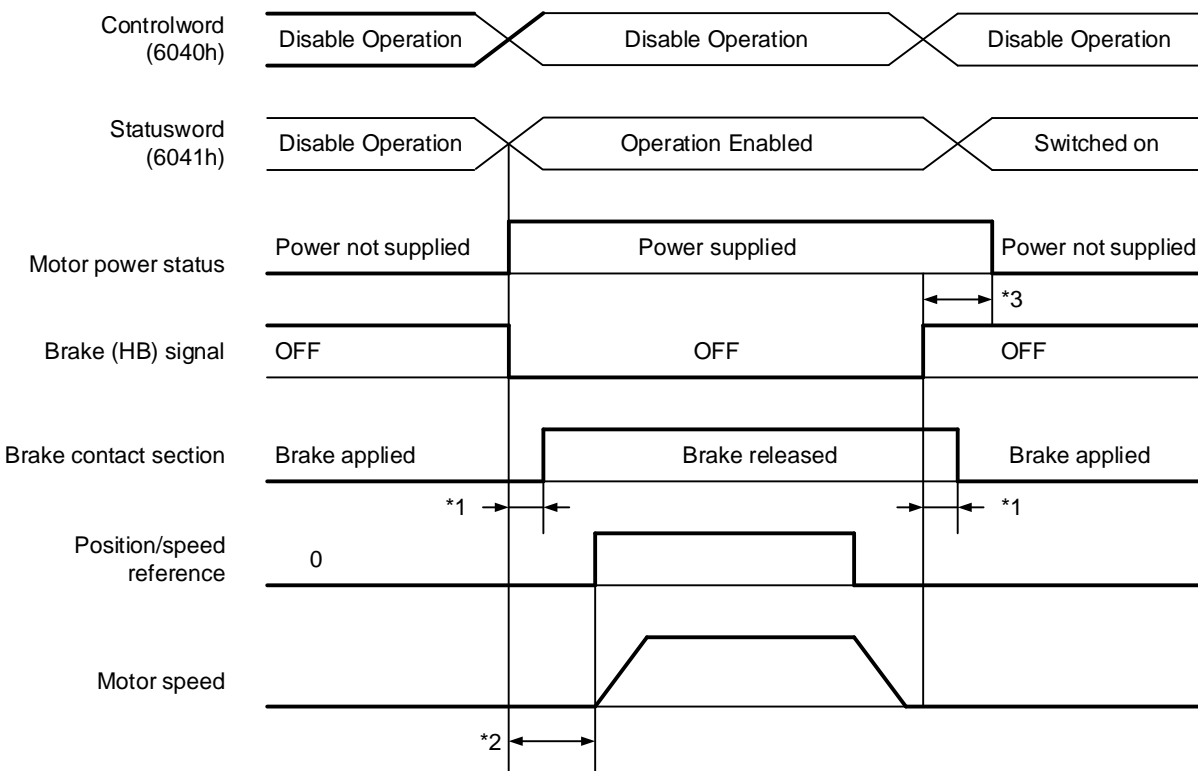 Controlword
(6040h)
Disable Operation
Disable Operation
Disable Operation
Statusword
(6041h)
Disable Operation
Operation Enabled
Switched on
Motor power status
Power not supplied
Power supplied
Power not supplied
*3
Brake (HB) signal
OFF
OFF
OFF
Brake contact section
Brake applied
Brake released
Brake applied
*1
*1
Position/speed
reference
0
Motor speed
*2